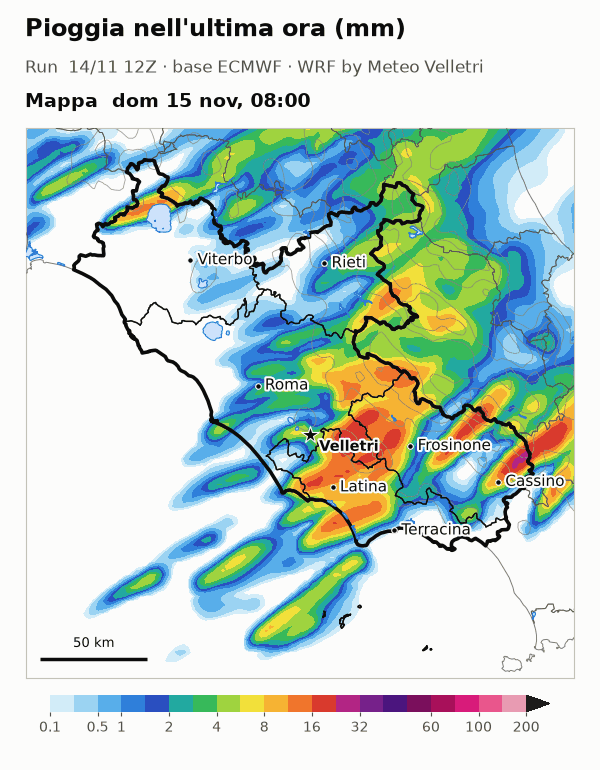 Pioggia nell'ultima ora (mm)
Run  14/11 12Z · base ECMWF · WRF by Meteo Velletri
Mappa  dom 15 nov, 08:00
Viterbo
Rieti
Roma
Velletri
Frosinone
Latina
Cassino
Terracina
50 km
0.1 0.5 1 2 4 8 16 32 60 100 200